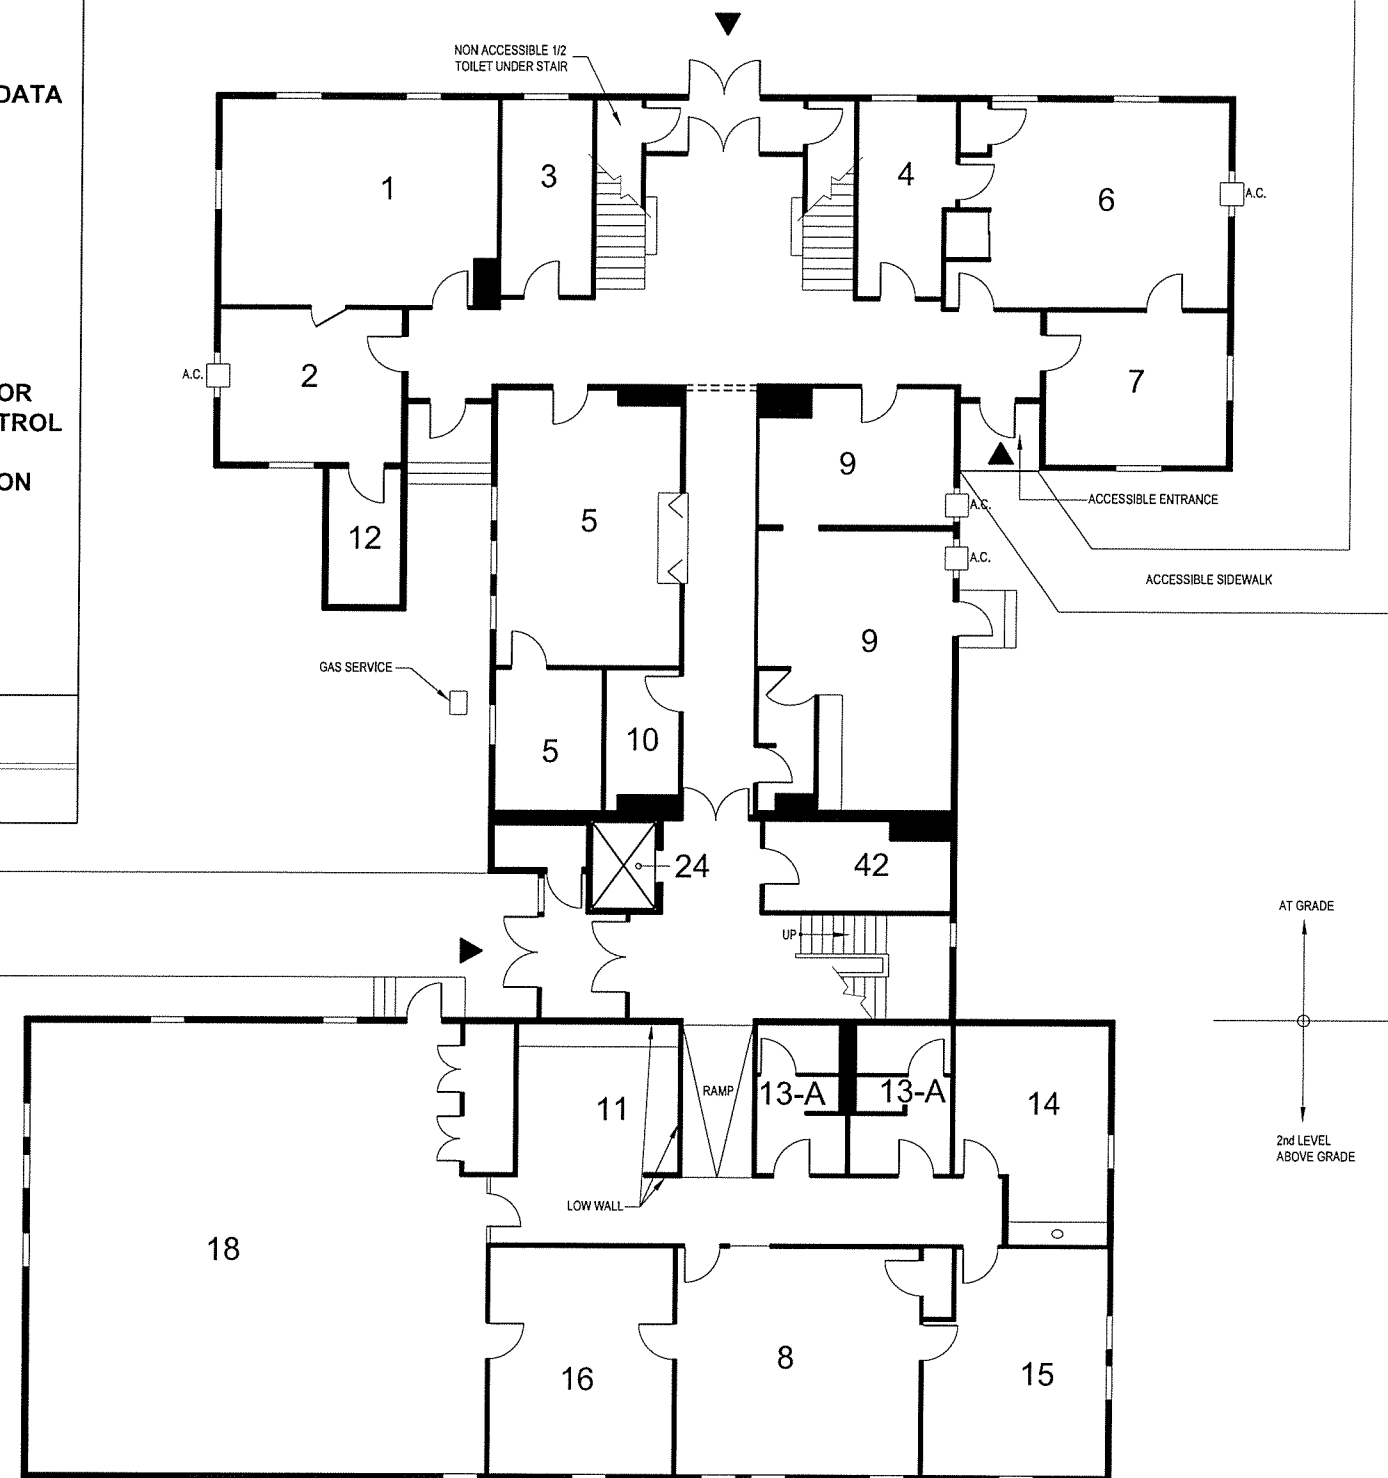 DATA
OR
TROL
ON
NON ACCESSIBLE 1/2
TOILET UNDER STAIR
1
3
4
6
A.C.
A.C.
2
7
9
5
A.C.
ACCESSIBLE ENTRANCE
12
A.C.
ACCESSIBLE SIDEWALK
9
GAS SERVICE
5
10
24
42
UP
AT GRADE
RAMP
13-A
13-A
11
14
2nd LEVEL
ABOVE GRADE
LOW WALL
18
8
16
15